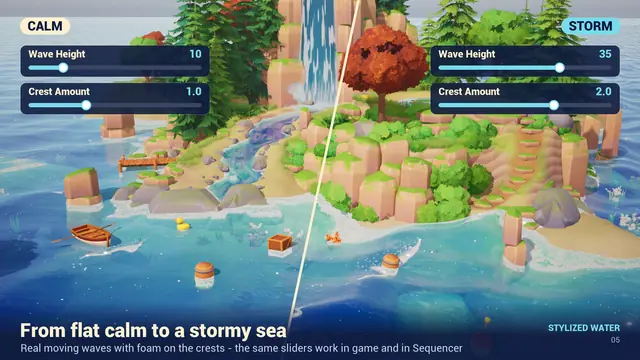 CALM
STORM
Wave Height 10
Crest Amount 1.0
Wave Height 35
Crest Amount 2.0
From flat calm to a stormy sea
Real moving waves with foam on the crests - the same sliders work in game and in Sequencer
STYLIZED WATER
05